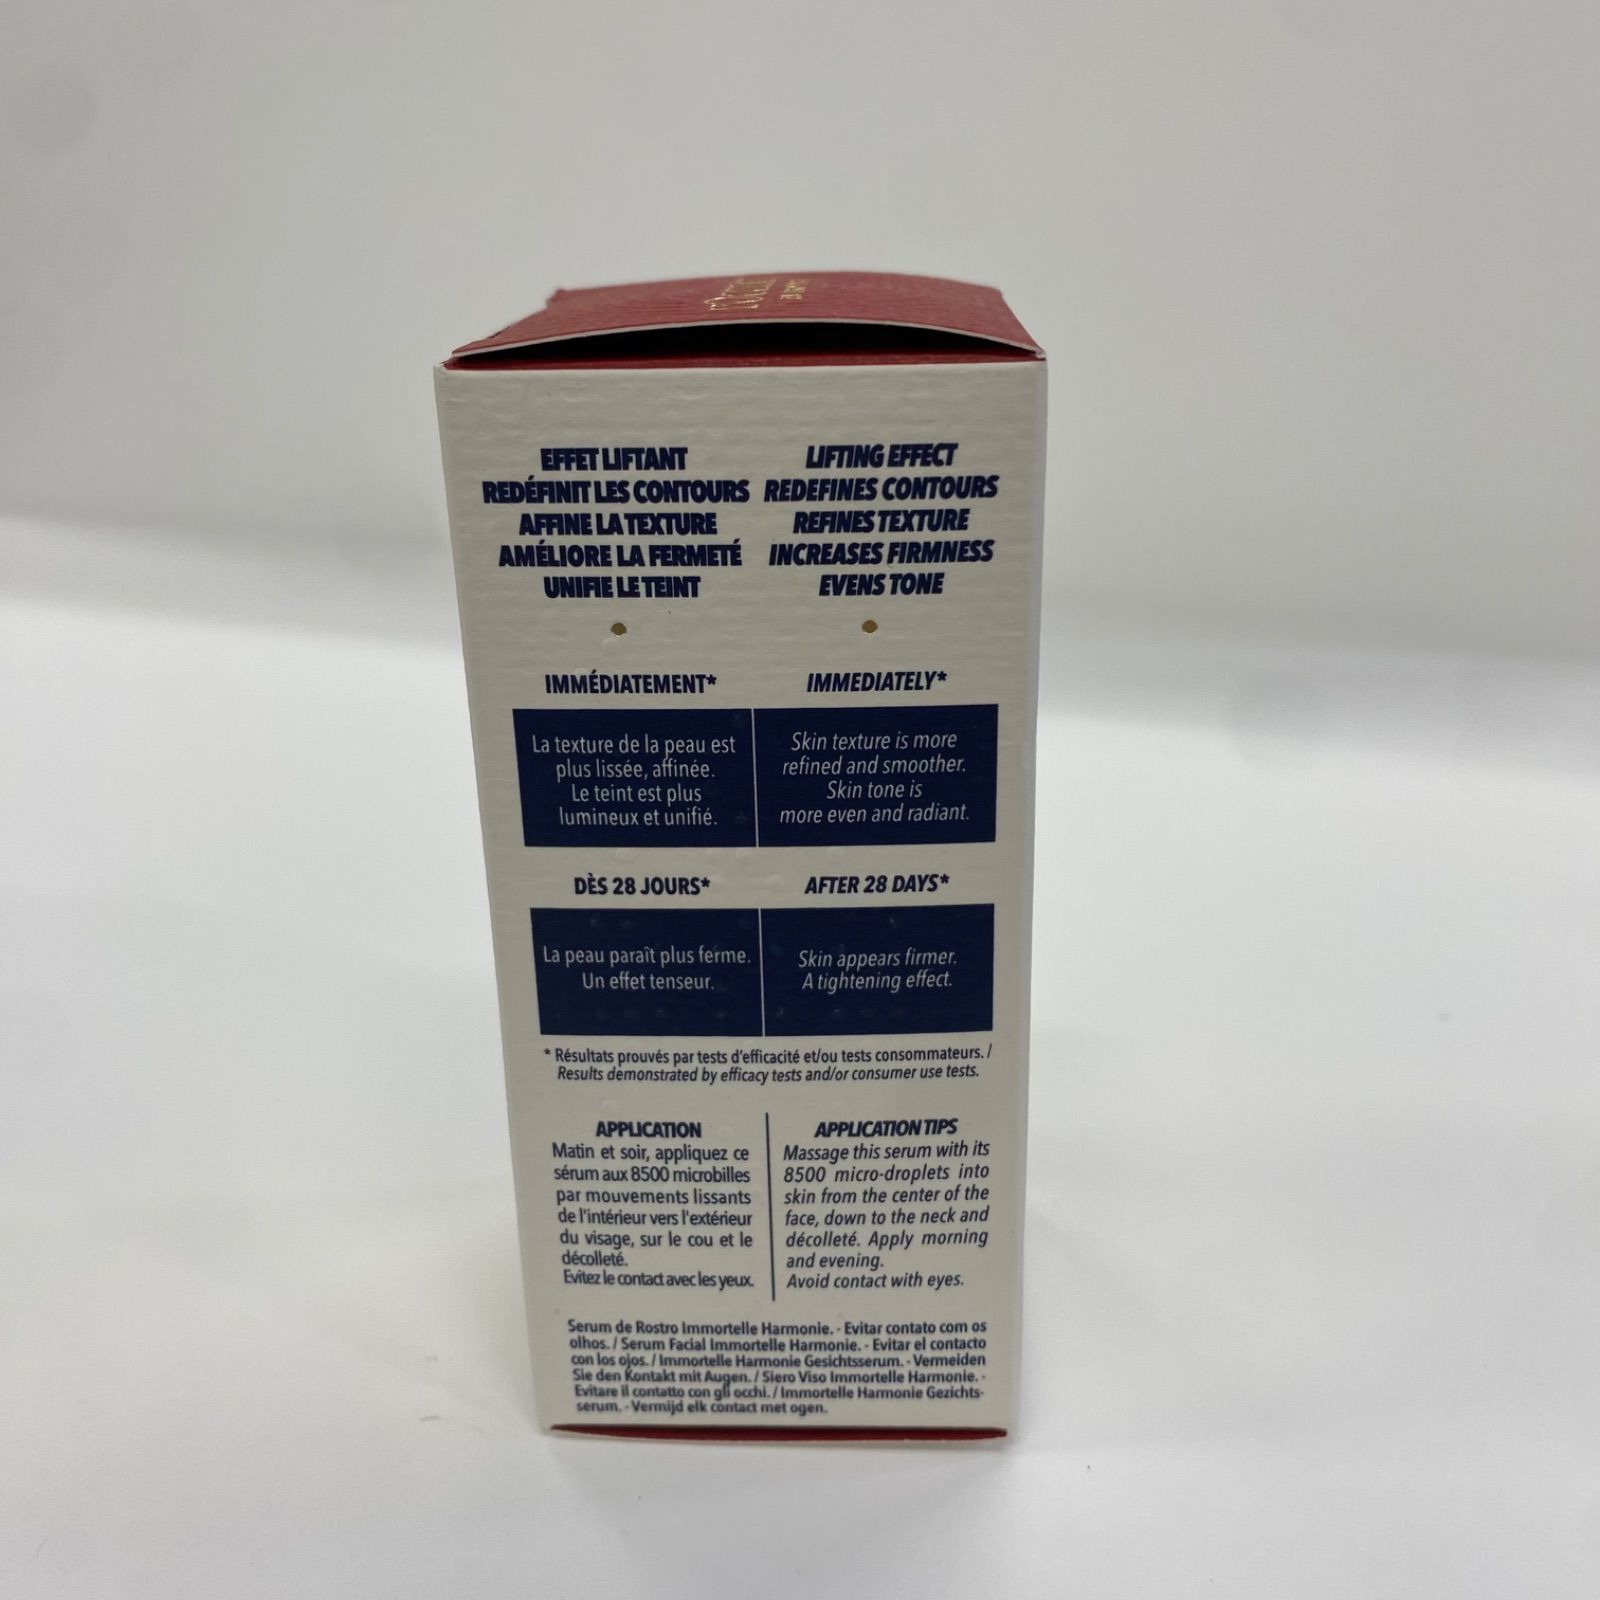 EFFET LIFTANT
REDÉFINIT LES CONTOURS
AFFINE LA TEXTURE
AMÉLIORE LA FERMETÉ
UNIFIE LE TEINT
LIFTING EFFECT
REDEFINES CONTOURS
REFINES TEXTURE
INCREASES FIRMNESS
EVENS TONE
IMMÉDIATEMENT*
La texture de la peau est
plus lissée, affinée.
Le teint est plus
lumineux et unifié.
IMMEDIATELY*
Skin texture is more
refined and smoother.
Skin tone is
more even and radiant.
DÈS 28 JOURS*
La peau paraît plus ferme.
Un effet tenseur.
AFTER 28 DAYS*
Skin appears firmer.
A tightening effect.
* Résultats prouvés par tests d'efficacité et/ou tests consommateurs. /
Results demonstrated by efficacy tests and/or consumer use tests.
APPLICATION
Matin et soir, appliquez ce
sérum aux 8500 microbilles
par mouvements lissants
de l'intérieur vers l'extérieur
du visage, sur le cou et le
décolleté.
Evitez le contact avec les yeux.
APPLICATION TIPS
Massage this serum with its
8500 micro-droplets into
skin from the center of the
face, down to the neck and
décolleté. Apply morning
and evening.
Avoid contact with eyes.
Serum de Rostro Immortelle Harmonie. - Evitar contato com os
olhos. / Serum Facial Immortelle Harmonie. - Evitar el contacto
con los ojos. / Immortelle Harmonie Gesichtsserum. - Vermeiden
Sie den Kontakt mit Augen. / Siero Viso Immortelle Harmonie. -
Evitare il contatto con gli occhi. / Immortelle Harmonie Gezichts-
serum. - Vermijd elk contact met ogen.